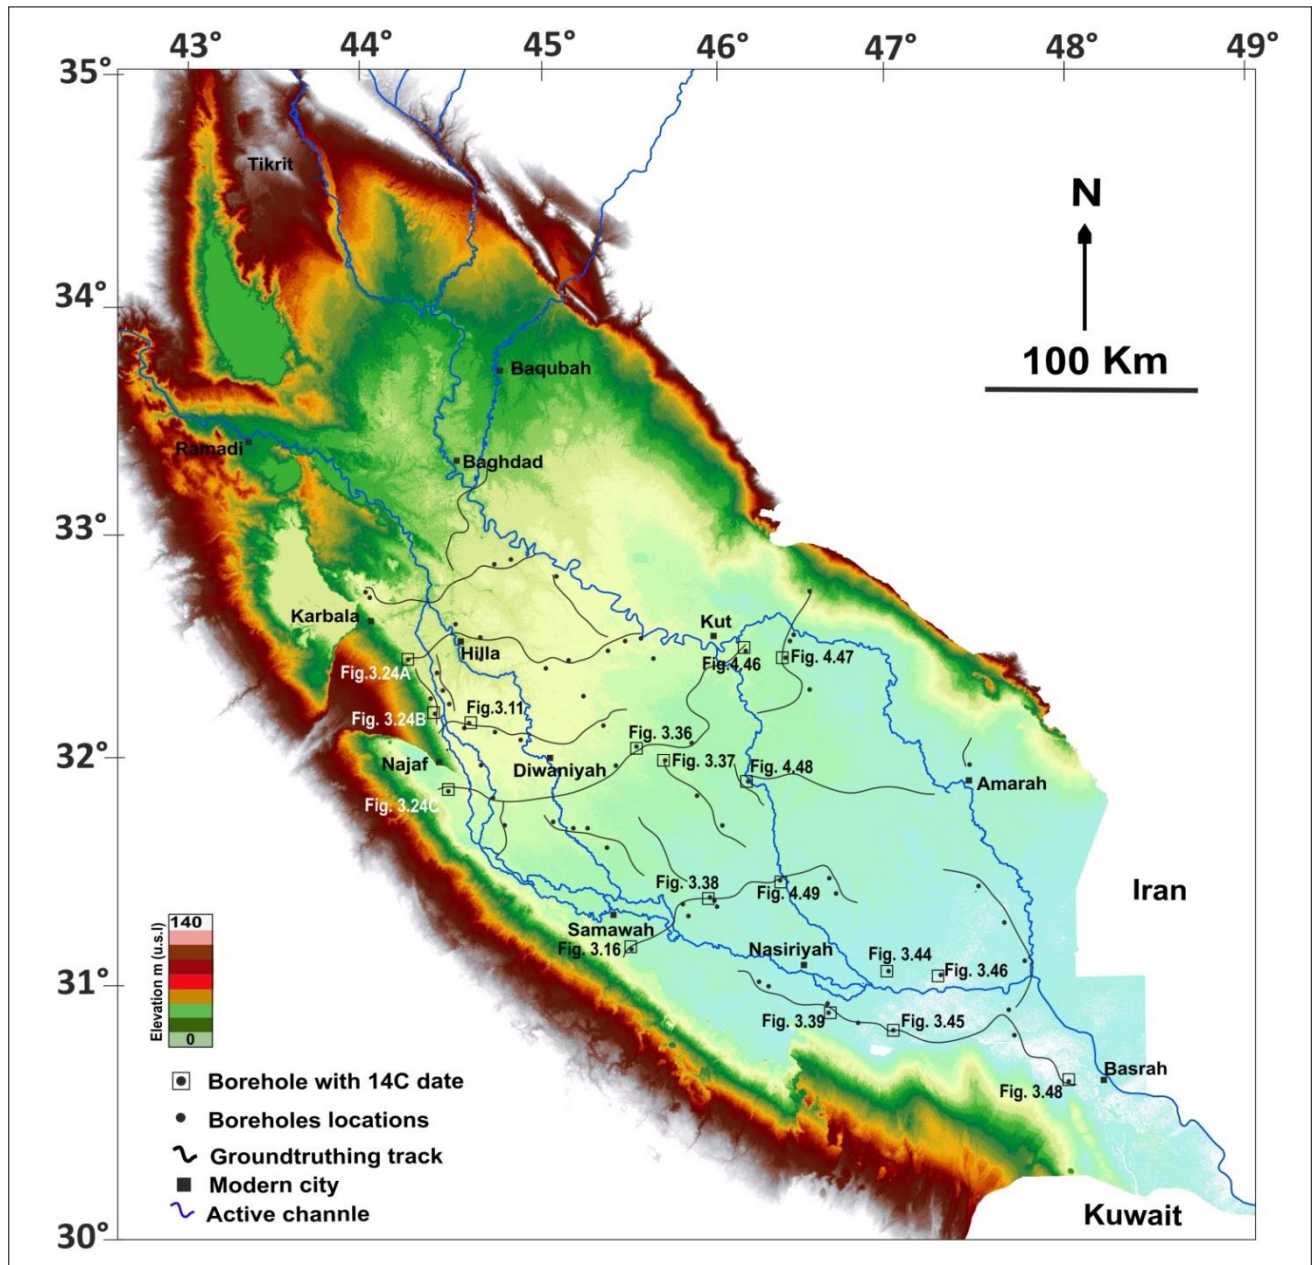 43° 44° 45° 46° 47° 48° 49°
35°
Tikrit
N
34°
100 Km
Baqubah
Ramadi
Baghdad
33°
Karbala
Kut
Hilla
Fig.4.46
Fig. 4.47
Fig.3.24A
Fig. 3.24B
Fig.3.11
Fig. 3.36
32°
Najaf
Diwaniyah
Fig. 3.37
Fig. 4.48
Amarah
Fig. 3.24C
Fig. 3.38
Fig. 4.49
Iran
140
Samawah
Fig. 3.16
Nasiriyah
Fig. 3.44
Fig. 3.46
31°
Elevation m (u.s.l)
0
Fig. 3.39
Fig. 3.45
Basrah
Fig. 3.48
Borehole with 14C date
Boreholes locations
Groundtruthing track
Modern city
Active channle
Kuwait
30°